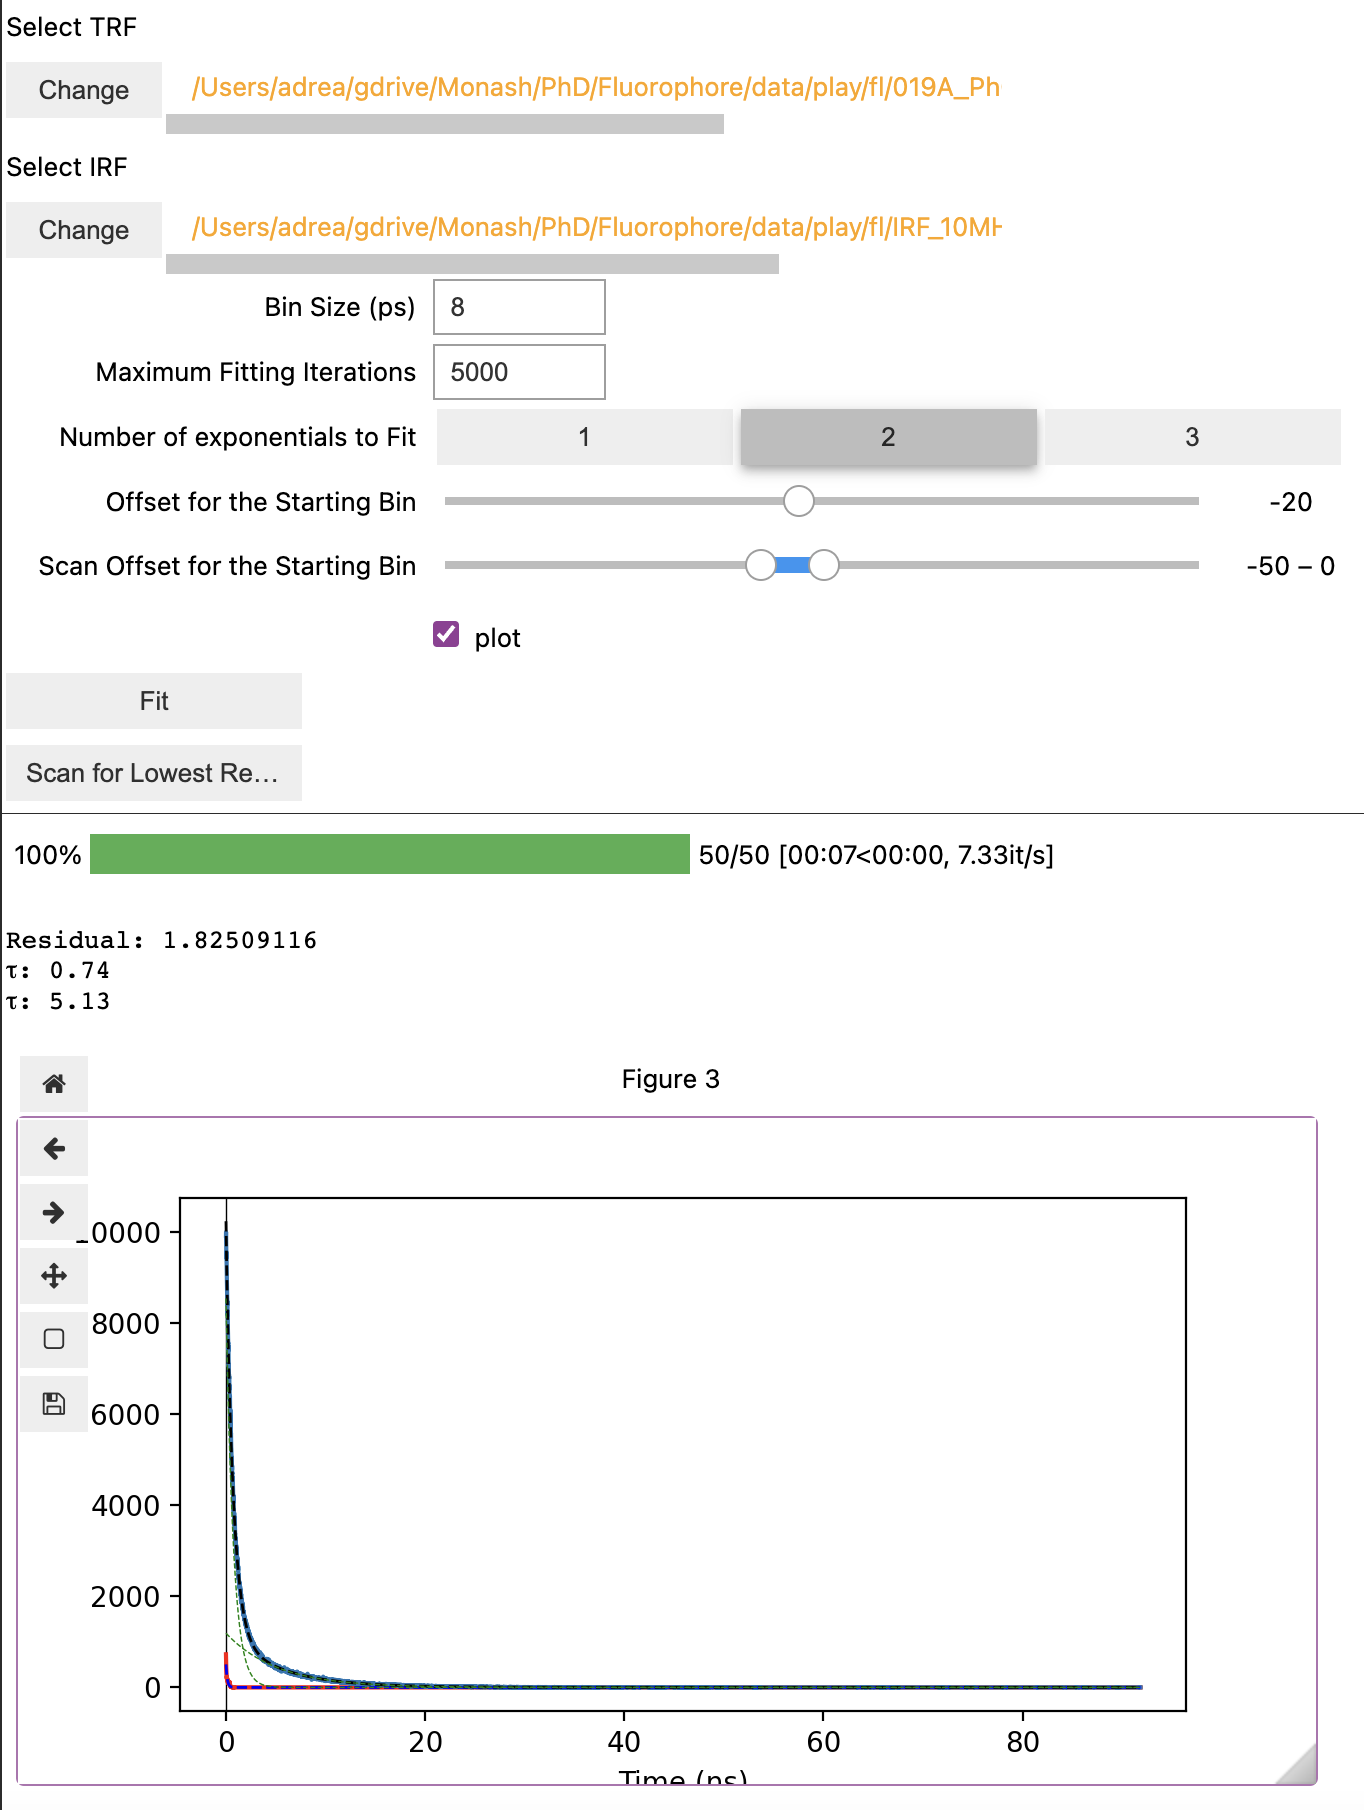 Select TRF
Change /Users/adrea/gdrive/Monash/PhD/Fluorophore/data/play/fl/019A_Ph
Select IRF
Change /Users/adrea/gdrive/Monash/PhD/Fluorophore/data/play/fl/IRF_10MH
Bin Size (ps) 8
Maximum Fitting Iterations 5000
Number of exponentials to Fit 1 2 3
Offset for the Starting Bin -20
Scan Offset for the Starting Bin -50 – 0
plot
Fit
Scan for Lowest Re…
100% 50/50 [00:07<00:00, 7.33it/s]
Residual: 1.82509116
τ: 0.74
τ: 5.13
Figure 3
0000
8000
6000
4000
2000
0
0 20 40 60 80
Time (ns)